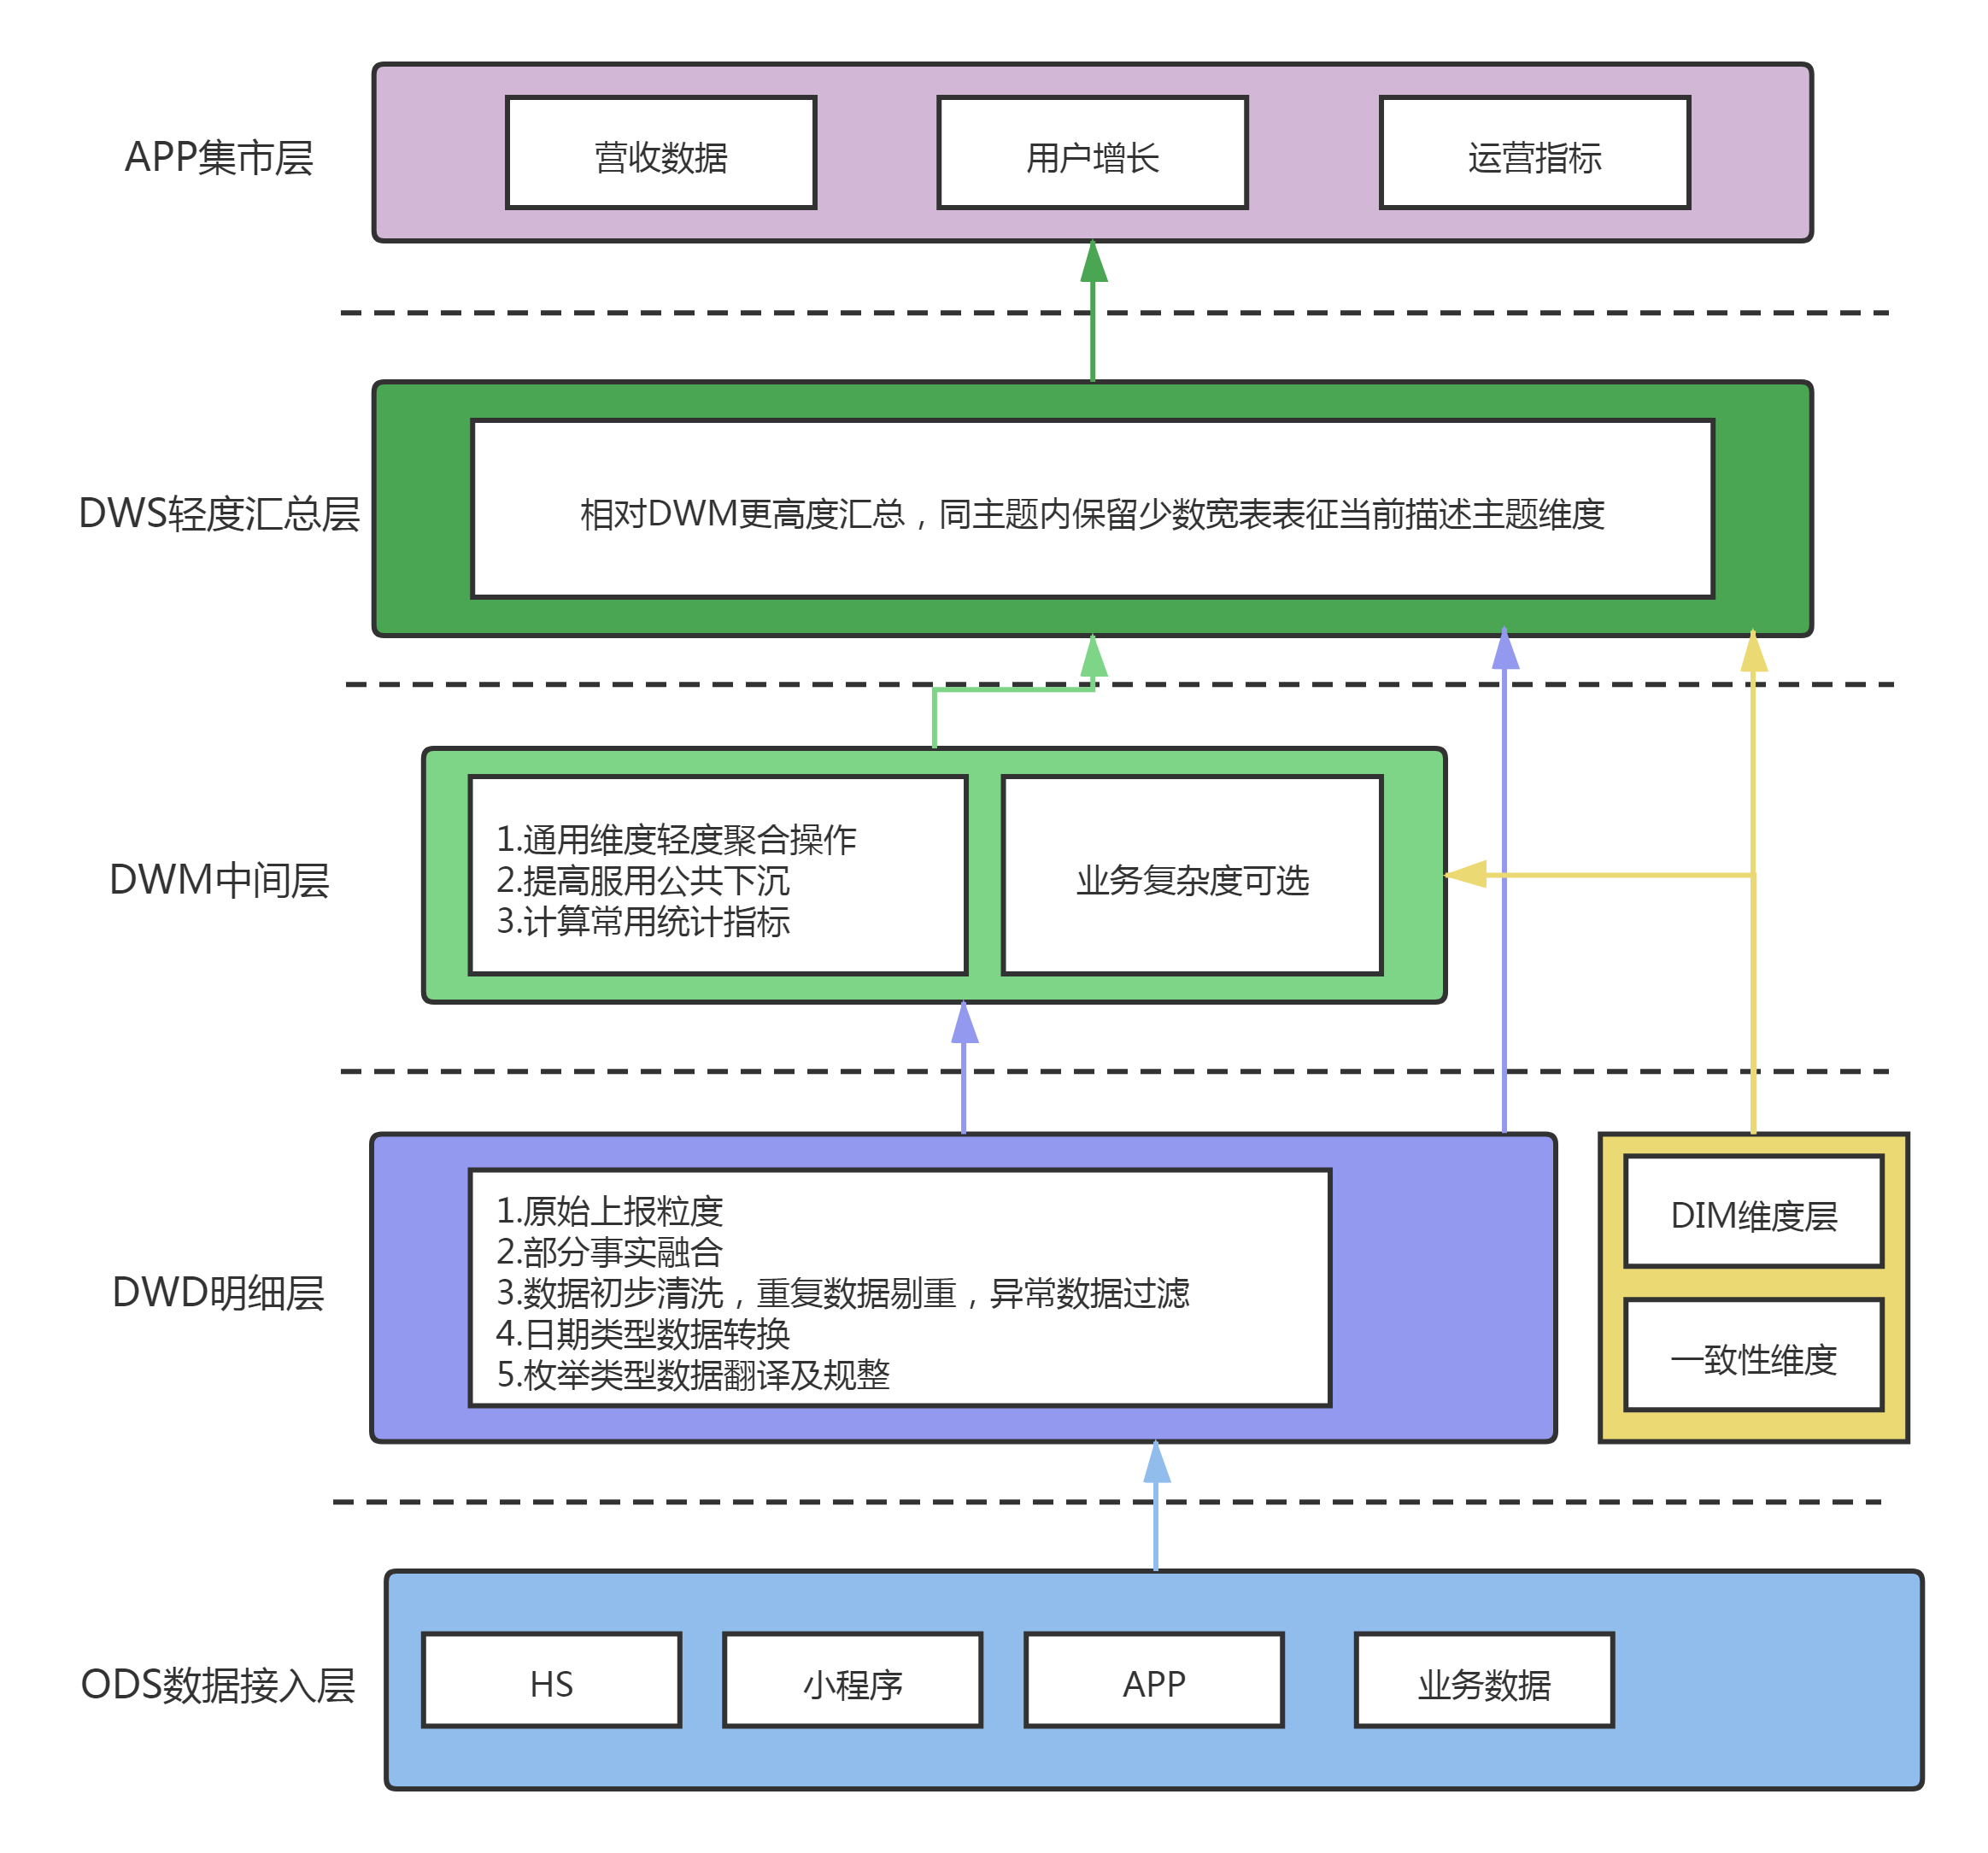 APP集市层
营收数据
用户增长
运营指标
DWS轻度汇总层
相对DWM更高度汇总，同主题内保留少数宽表表征当前描述主题维度
DWM中间层
1.通用维度轻度聚合操作
2.提高服用公共下沉
3.计算常用统计指标
业务复杂度可选
DWD明细层
1.原始上报粒度
2.部分事实融合
3.数据初步清洗，重复数据剔重，异常数据过滤
4.日期类型数据转换
5.枚举类型数据翻译及规整
DIM维度层
一致性维度
ODS数据接入层
HS
小程序
APP
业务数据